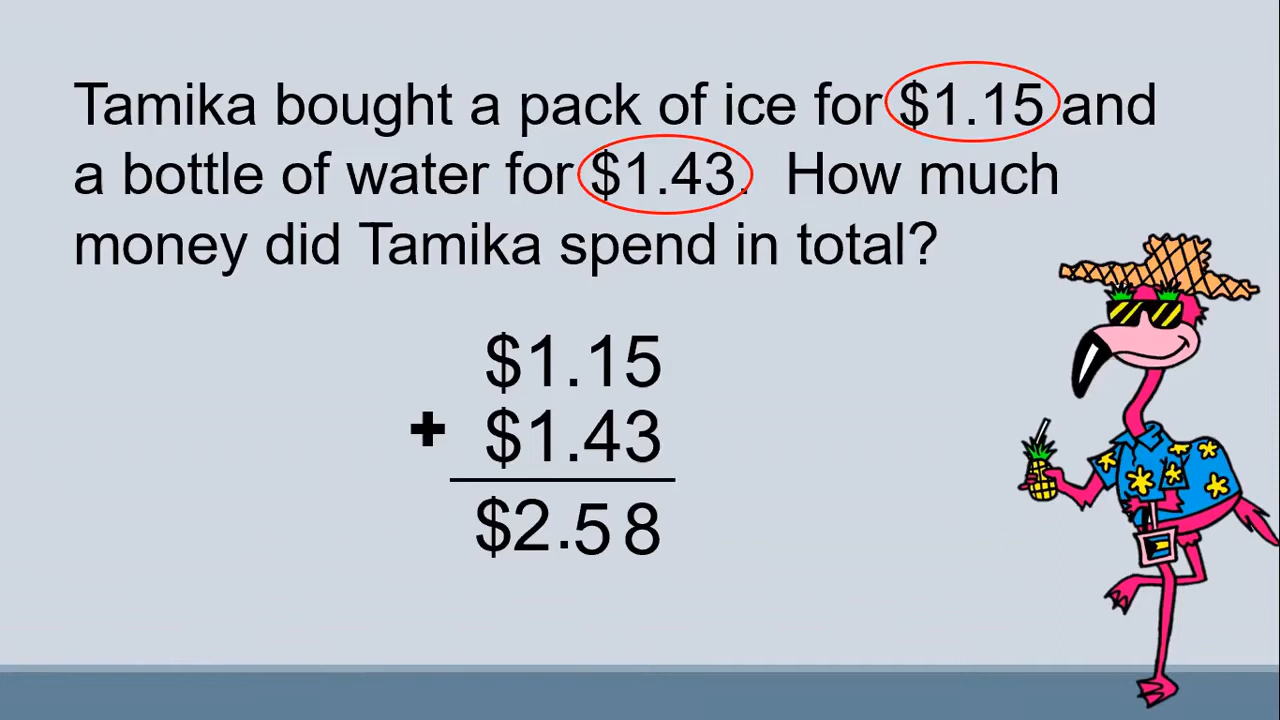 Tamika bought a pack of ice for $1.15 and
a bottle of water for $1.43. How much
money did Tamika spend in total?
$1.15
+ $1.43
$2.58